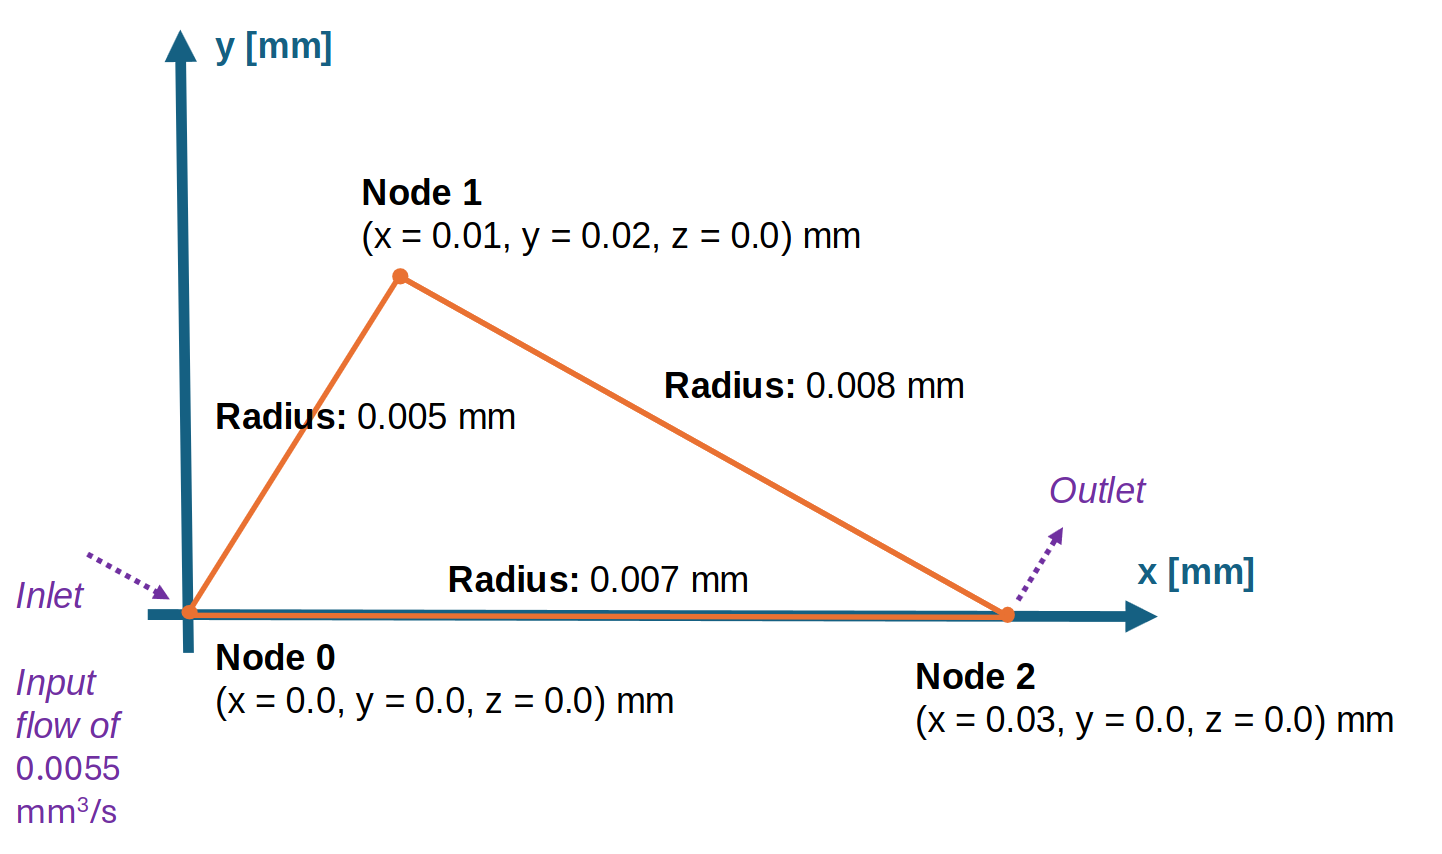 y [mm]
Node 1
(x = 0.01, y = 0.02, z = 0.0) mm
Radius: 0.008 mm
Radius: 0.005 mm
Outlet
x [mm]
Radius: 0.007 mm
Inlet
Node 0
(x = 0.0, y = 0.0, z = 0.0) mm
Node 2
(x = 0.03, y = 0.0, z = 0.0) mm
Input
flow of
0.0055
mm³/s